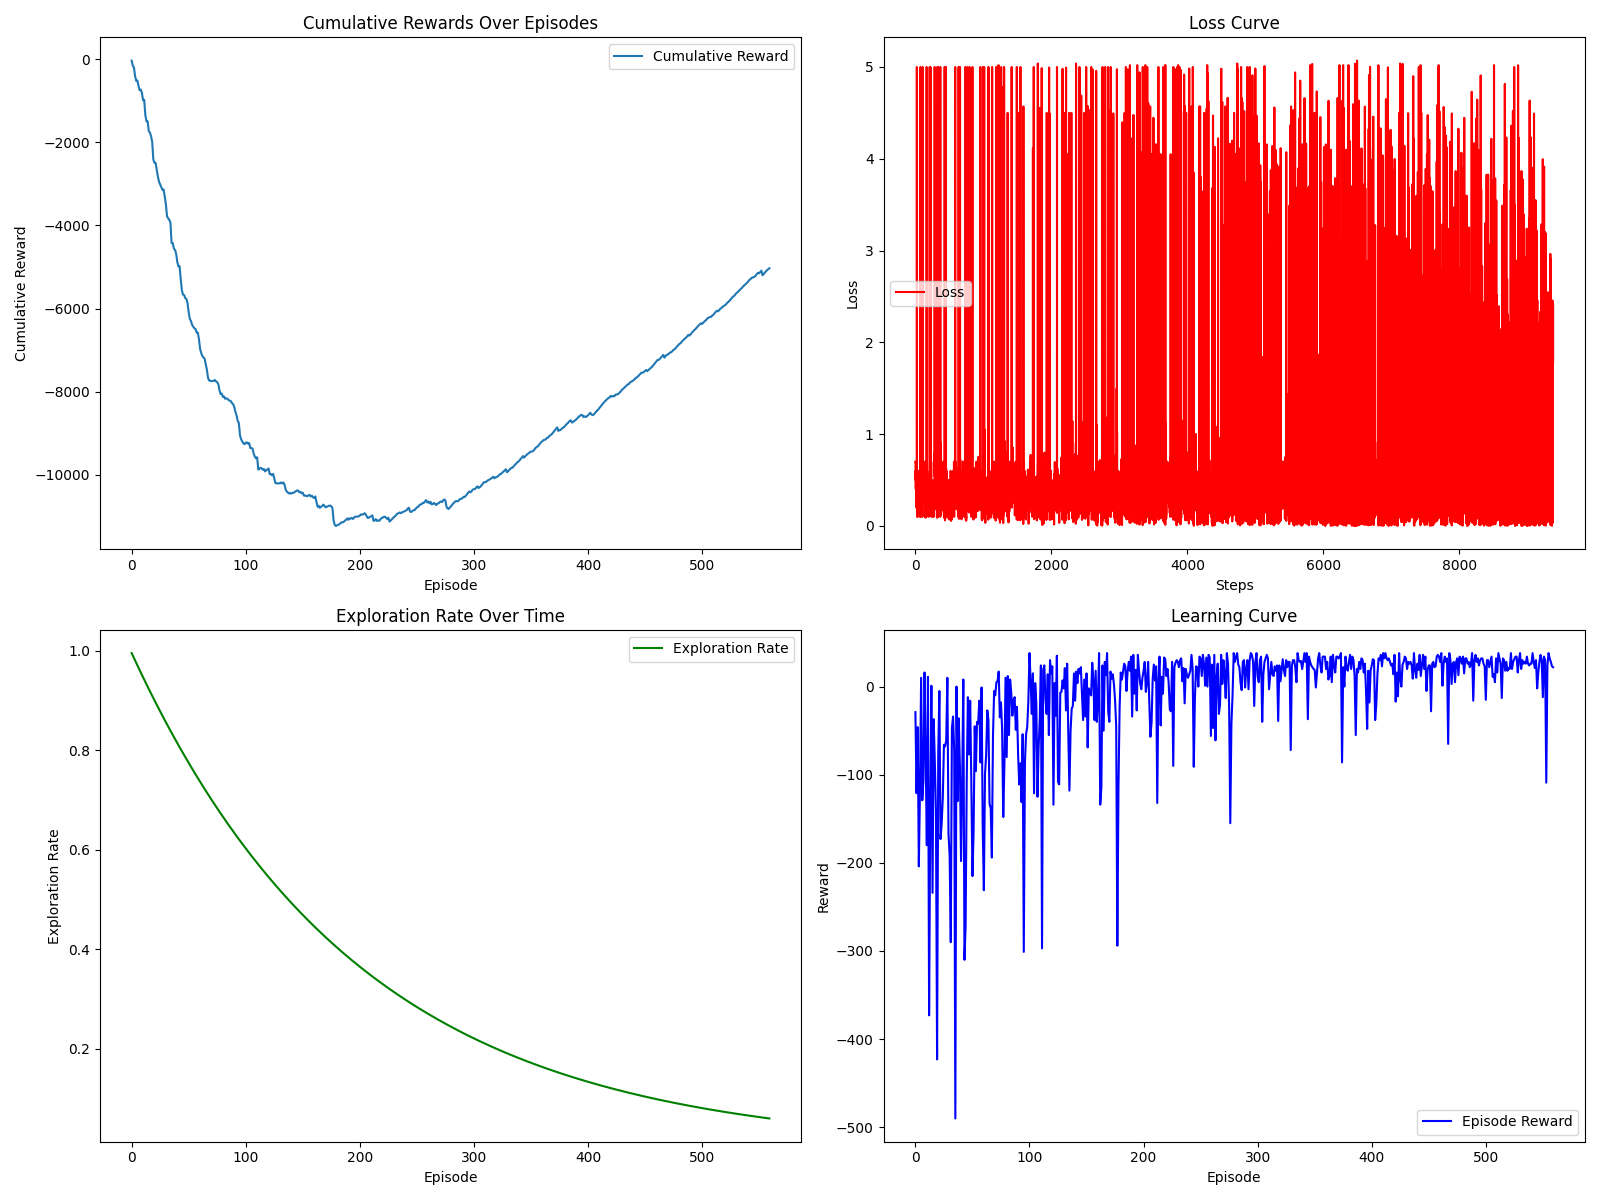 Cumulative Rewards Over Episodes
Cumulative Reward
0
−2000
−4000
−6000
−8000
−10000
Cumulative Reward
0 100 200 300 400 500
Episode
Loss Curve
Loss
5
4
3
2
1
0
Loss
0 2000 4000 6000 8000
Steps
Exploration Rate Over Time
Exploration Rate
1.0
0.8
0.6
0.4
0.2
Exploration Rate
0 100 200 300 400 500
Episode
Learning Curve
0
−100
−200
−300
−400
−500
Reward
Episode Reward
0 100 200 300 400 500
Episode